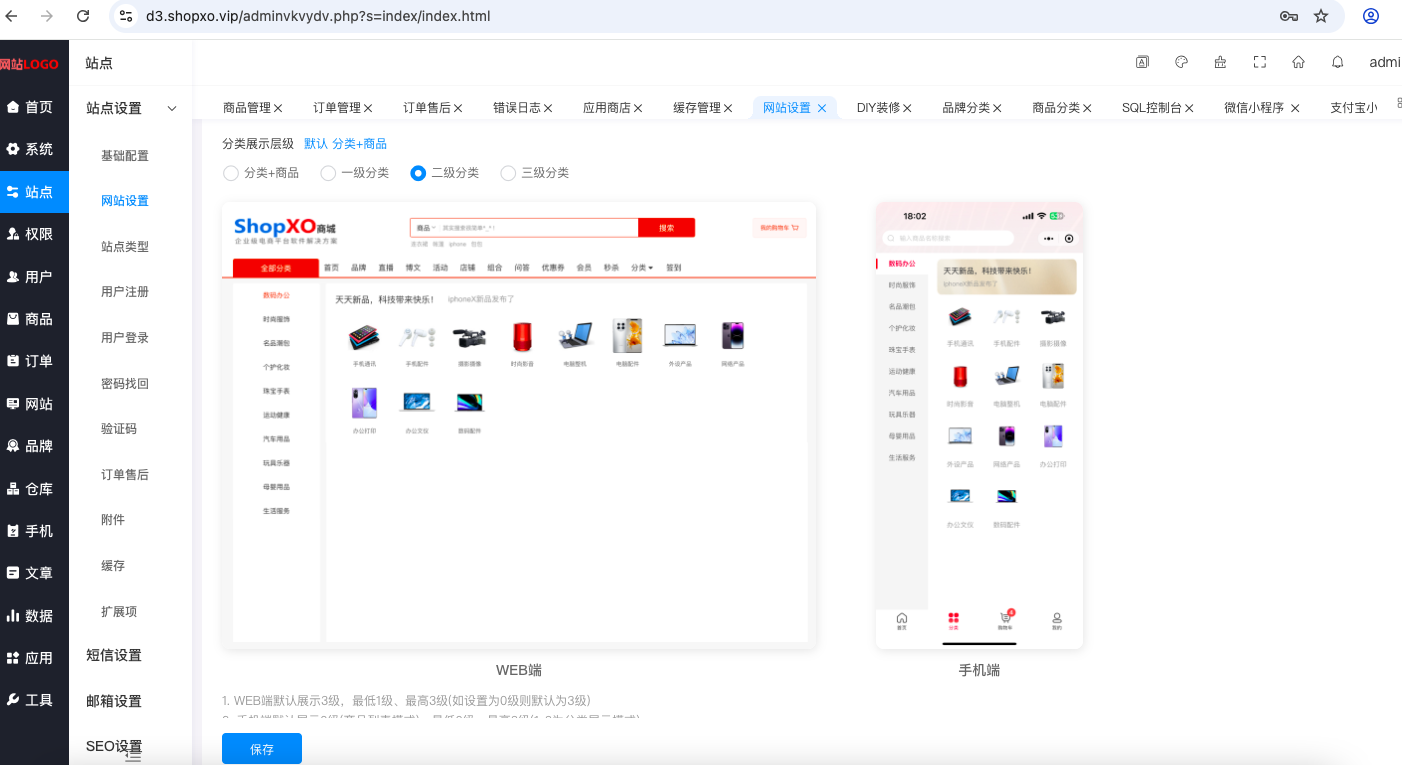 d3.shopxo.vip/adminvkvydv.php?s=index/index.html
网站LOGO
首页
系统
站点
权限
用户
商品
订单
网站
品牌
仓库
手机
文章
数据
应用
工具
站点
站点设置
基础配置
网站设置
站点类型
用户注册
用户登录
密码找回
验证码
订单售后
附件
缓存
扩展项
短信设置
邮箱设置
SEO设置
admi
商品管理 订单管理 订单售后 错误日志 应用商店 缓存管理 网站设置 DIY装修 品牌分类 商品分类 SQL控制台 微信小程序 支付宝小
分类展示层级 默认 分类+商品
分类+商品 一级分类 二级分类 三级分类
ShopXO商城
企业级电商平台软件解决方案
商品 其实搜索很简单^_^!
搜索
我的购物车
连衣裙 iphone 包包
全部分类 首页 品牌 直播 博文 活动 店铺 组合 问答 优惠券 会员 秒杀 分类 签到
数码办公
时尚服饰
名品潮包
个护化妆
珠宝手表
运动健康
汽车用品
玩具乐器
母婴用品
生活服务
天天新品，科技带来快乐！ iphoneX新品发布了
手机通讯 手机配件 摄影摄像 时尚影音 电脑整机 电脑配件 外设产品 网络产品
办公打印 办公文仪 数码配件
WEB端
18:02
输入商品名称搜索
数码办公
时尚服饰
名品潮包
个护化妆
珠宝手表
运动健康
汽车用品
玩具乐器
母婴用品
生活服务
天天新品，科技带来快乐！
iphoneX新品发布了
手机通讯 手机配件 摄影摄像
时尚影音 电脑整机 电脑配件
外设产品 网络产品 办公打印
办公文仪 数码配件
首页 分类 购物车 我的
手机端
1. WEB端默认展示3级，最低1级、最高3级(如设置为0级则默认为3级)
保存